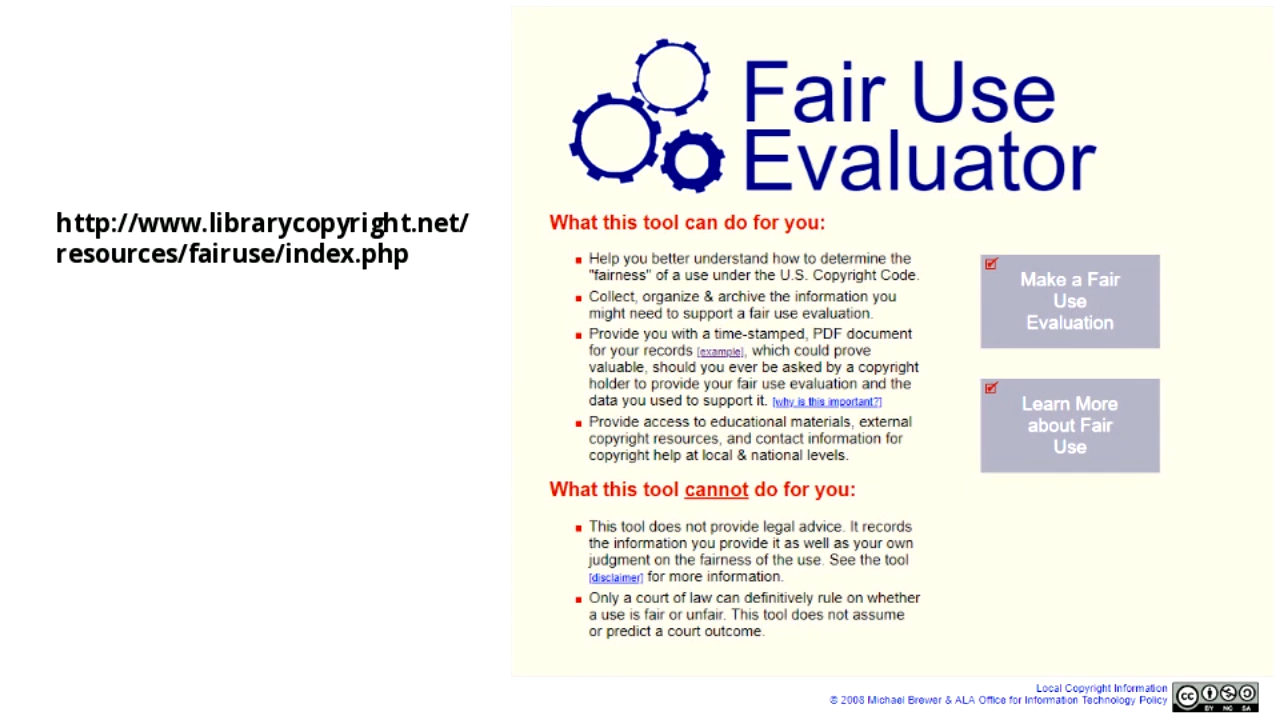 http://www.librarycopyright.net/
resources/fairuse/index.php
Fair Use
Evaluator
What this tool can do for you:
Help you better understand how to determine the
"fairness" of a use under the U.S. Copyright Code.
Collect, organize & archive the information you
might need to support a fair use evaluation.
Provide you with a time-stamped, PDF document
for your records [example], which could prove
valuable, should you ever be asked by a copyright
holder to provide your fair use evaluation and the
data you used to support it. [why is this important?]
Provide access to educational materials, external
copyright resources, and contact information for
copyright help at local & national levels.
Make a Fair
Use
Evaluation
Learn More
about Fair
Use
What this tool cannot do for you:
This tool does not provide legal advice. It records
the information you provide it as well as your own
judgment on the fairness of the use. See the tool
[disclaimer] for more information.
Only a court of law can definitively rule on whether
a use is fair or unfair. This tool does not assume
or predict a court outcome.
Local Copyright Information
© 2008 Michael Brewer & ALA Office for Information Technology Policy
cc
BY NC SA